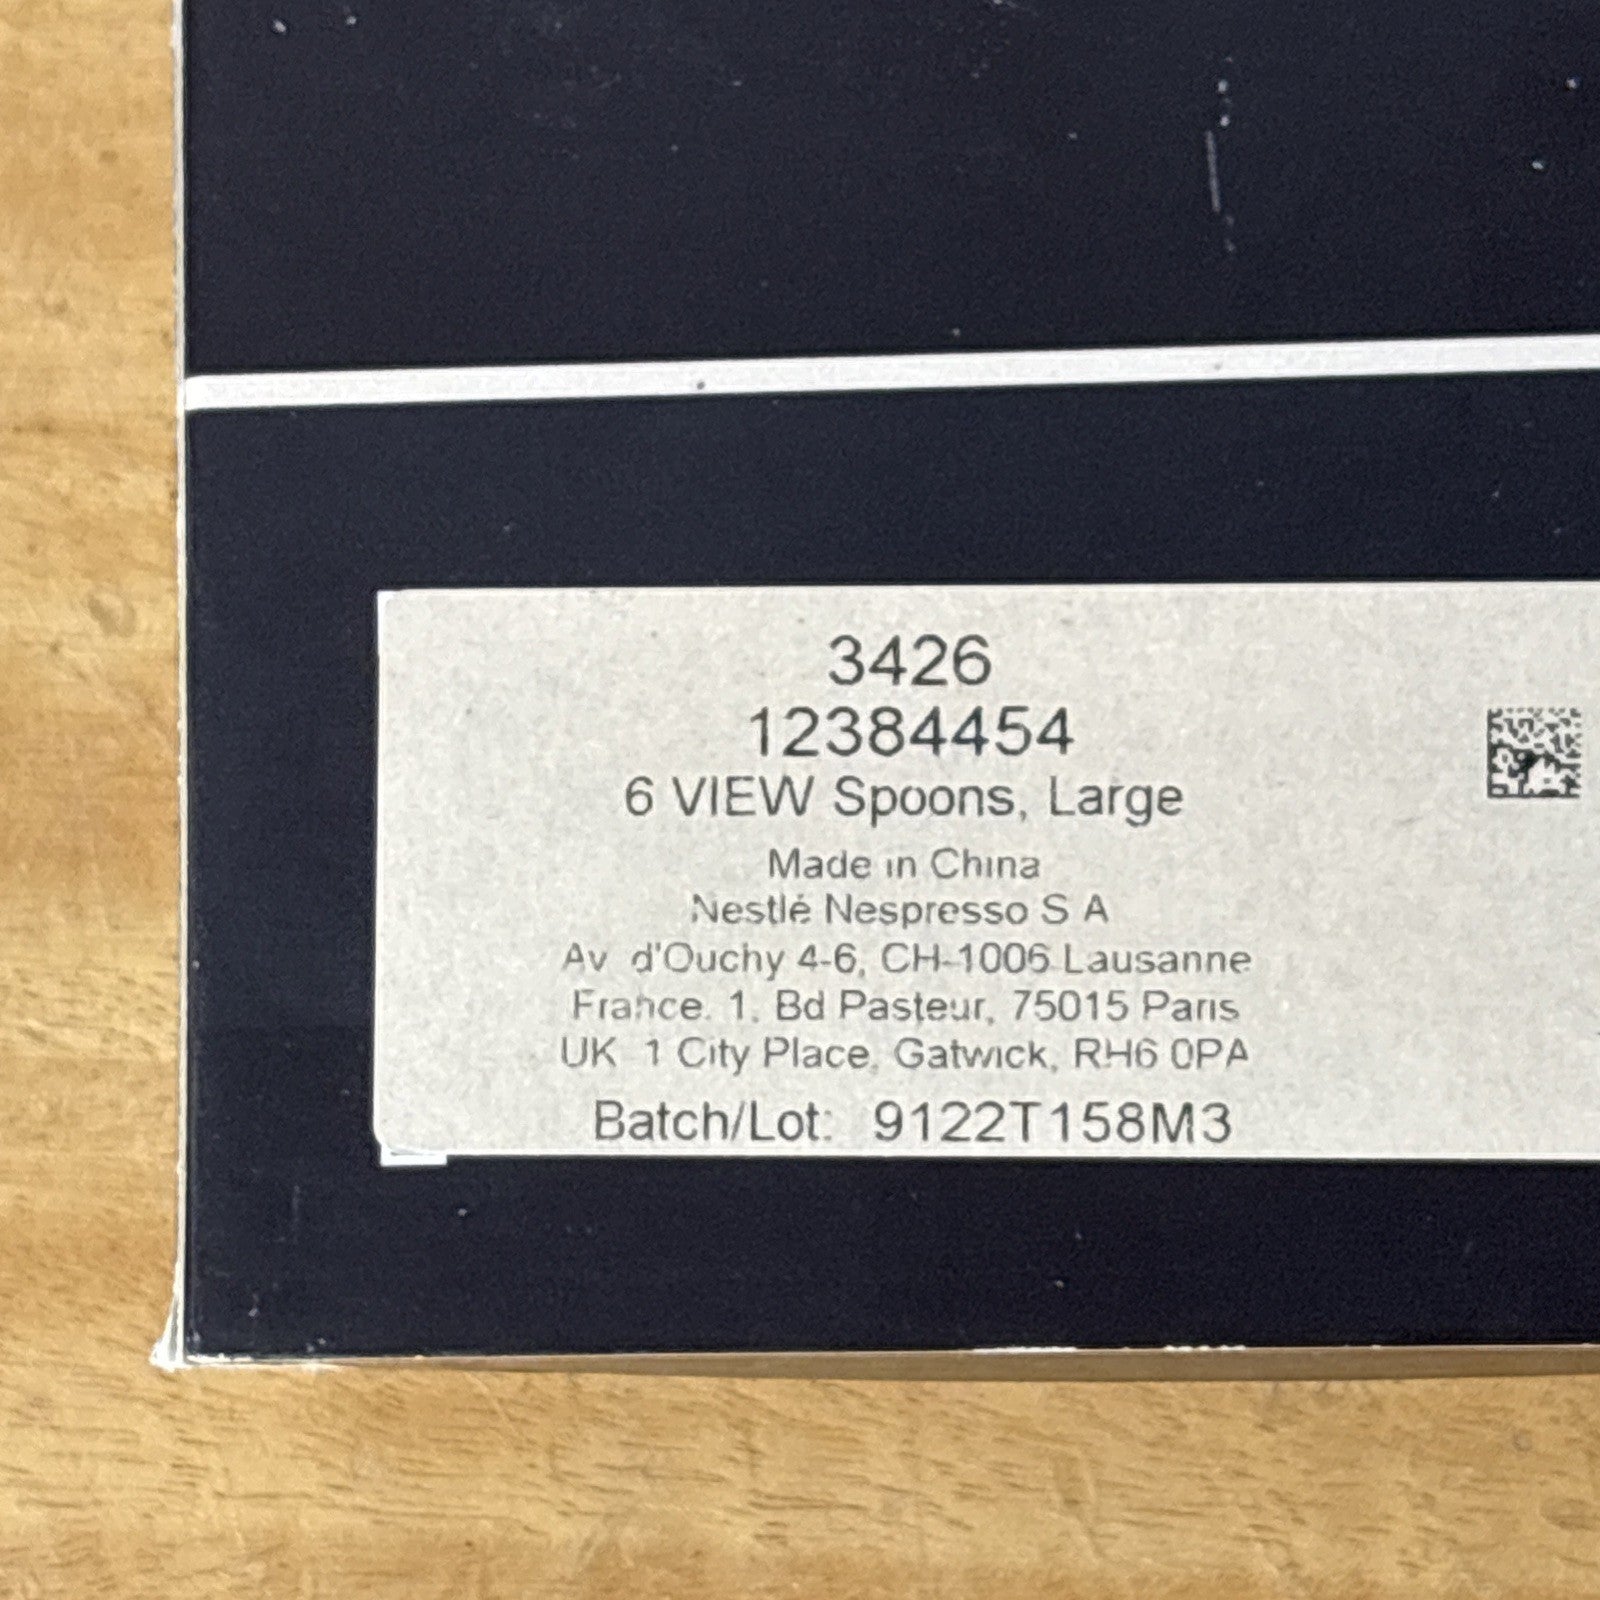 3426
12384454
6 VIEW Spoons, Large
Made in China
Nestlé Nespresso S A
Av d'Ouchy 4-6, CH-1006 Lausanne
France. 1, Bd Pasteur, 75015 Paris
UK 1 City Place, Gatwick, RH6 0PA
Batch/Lot: 9122T158M3